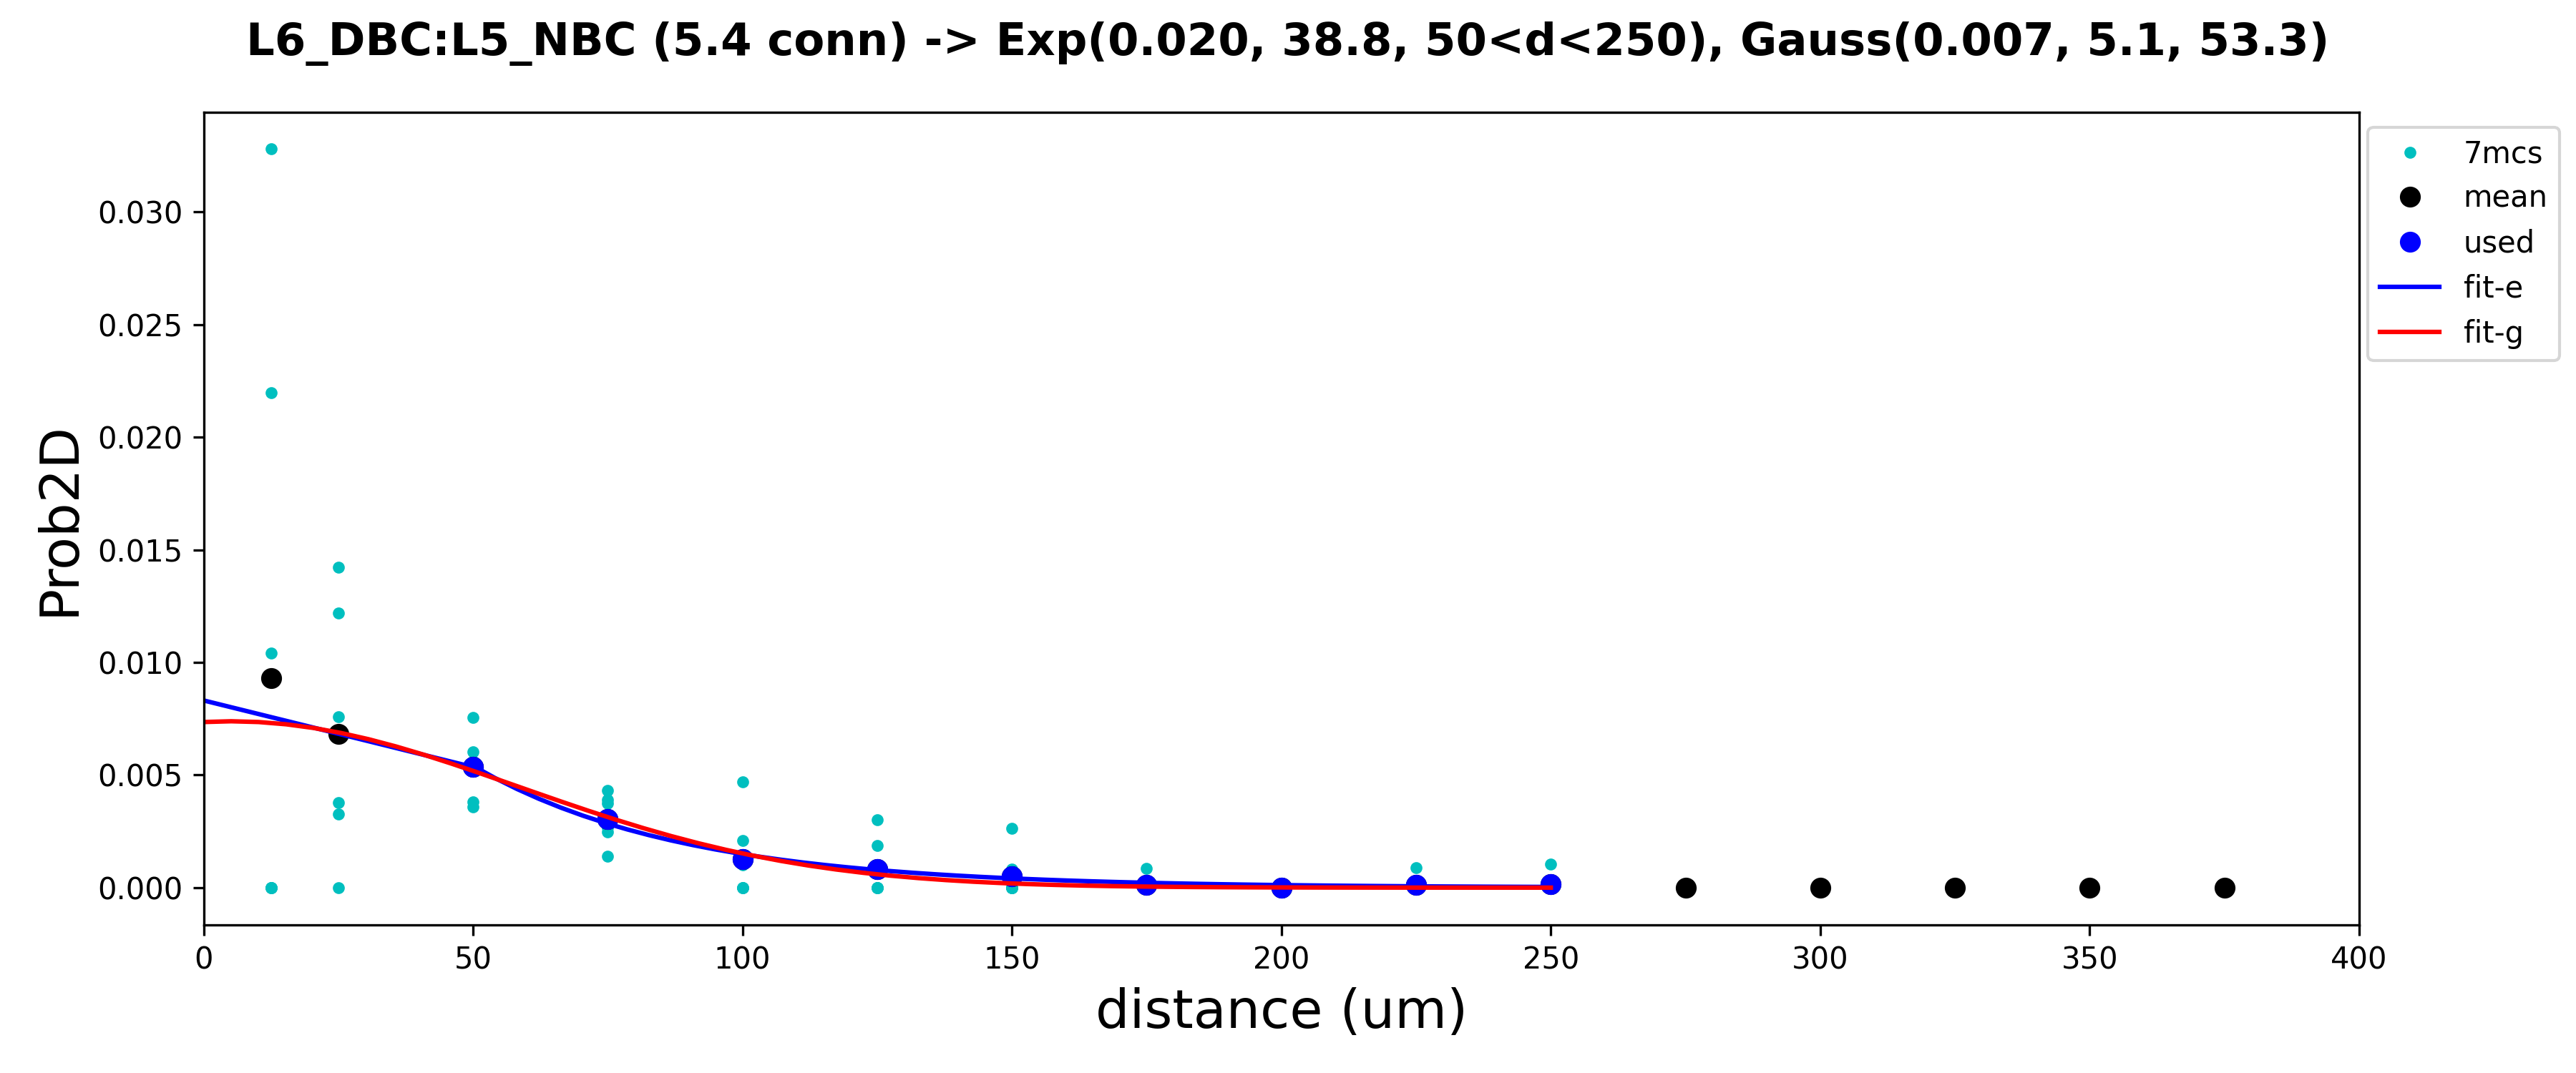 L6_DBC:L5_NBC (5.4 conn) -> Exp(0.020, 38.8, 50<d<250), Gauss(0.007, 5.1, 53.3)
Prob2D
0.030
0.025
0.020
0.015
0.010
0.005
0.000
0 50 100 150 200 250 300 350 400
distance (um)
7mcs
mean
used
fit-e
fit-g